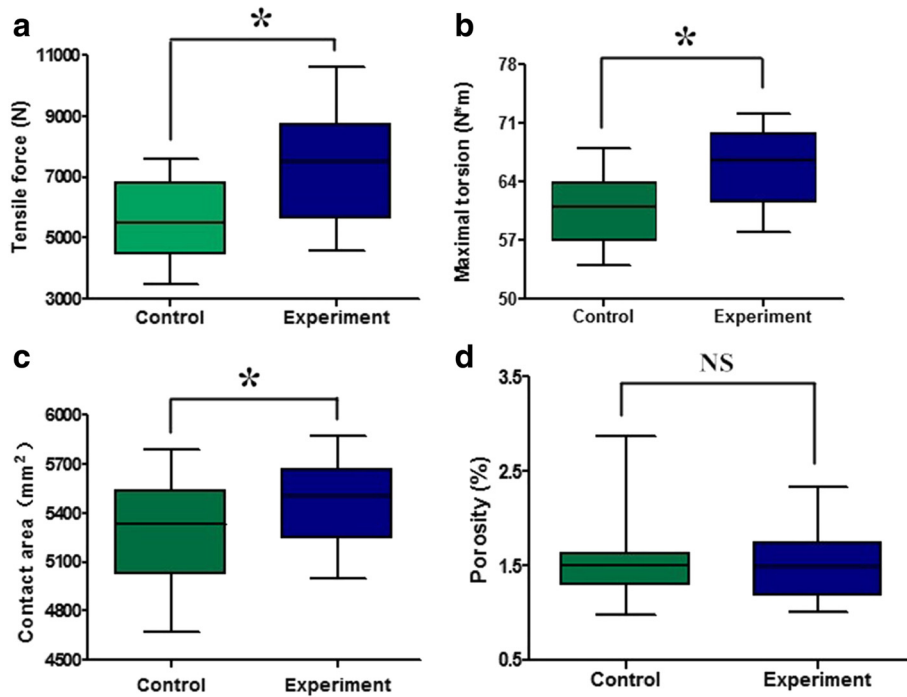 a
*
Tensile force (N)
11000
9000
7000
5000
3000
Control Experiment
b
*
Maximal torsion (N*m)
78
71
64
57
50
Control Experiment
c
*
Contact area (mm²)
6000
5700
5400
5100
4800
4500
Control Experiment
d
NS
Porosity (%)
3.5
2.5
1.5
0.5
Control Experiment